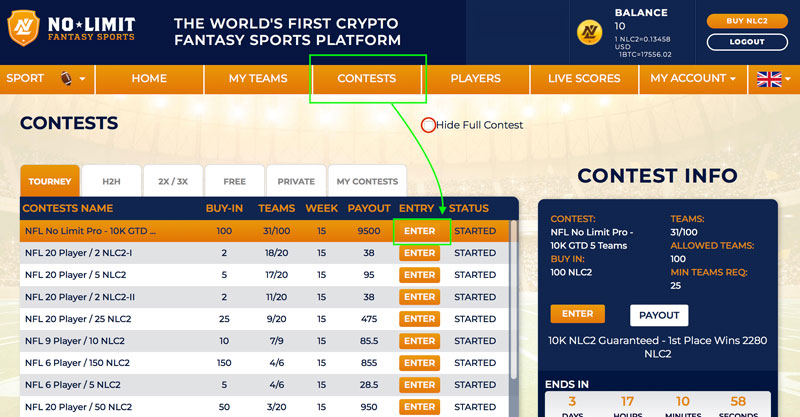 NO★LIMIT
FANTASY SPORTS
THE WORLD'S FIRST CRYPTO
FANTASY SPORTS PLATFORM
BALANCE
10
1 NLC2=0.13458
USD
1BTC=17556.02
BUY NLC2
LOGOUT
SPORT
HOME
MY TEAMS
CONTESTS
PLAYERS
LIVE SCORES
MY ACCOUNT
CONTESTS
Hide Full Contest
TOURNEY
H2H
2X / 3X
FREE
PRIVATE
MY CONTESTS
CONTESTS NAME BUY-IN TEAMS WEEK PAYOUT ENTRY STATUS
NFL No Limit Pro - 10K GTD ... 100 31/100 15 9500 ENTER STARTED
NFL 20 Player / 2 NLC2-I 2 18/20 15 38 ENTER STARTED
NFL 20 Player / 5 NLC2 5 17/20 15 95 ENTER STARTED
NFL 20 Player / 2 NLC2-II 2 11/20 15 38 ENTER STARTED
NFL 20 Player / 25 NLC2 25 9/20 15 475 ENTER STARTED
NFL 9 Player / 10 NLC2 10 7/9 15 85.5 ENTER STARTED
NFL 6 Player / 150 NLC2 150 4/6 15 855 ENTER STARTED
NFL 6 Player / 5 NLC2 5 4/6 15 28.5 ENTER STARTED
NFL 20 Player / 50 NLC2 50 3/20 15 950 ENTER STARTED
CONTEST INFO
CONTEST:
NFL No Limit Pro -
10K GTD 5 Teams
BUY IN:
100 NLC2
TEAMS:
31/100
ALLOWED TEAMS:
100
MIN TEAMS REQ:
25
ENTER
PAYOUT
10K NLC2 Guaranteed - 1st Place Wins 2280
NLC2
ENDS IN
3 17 10 58
DAYS HOURS MINUTES SECONDS